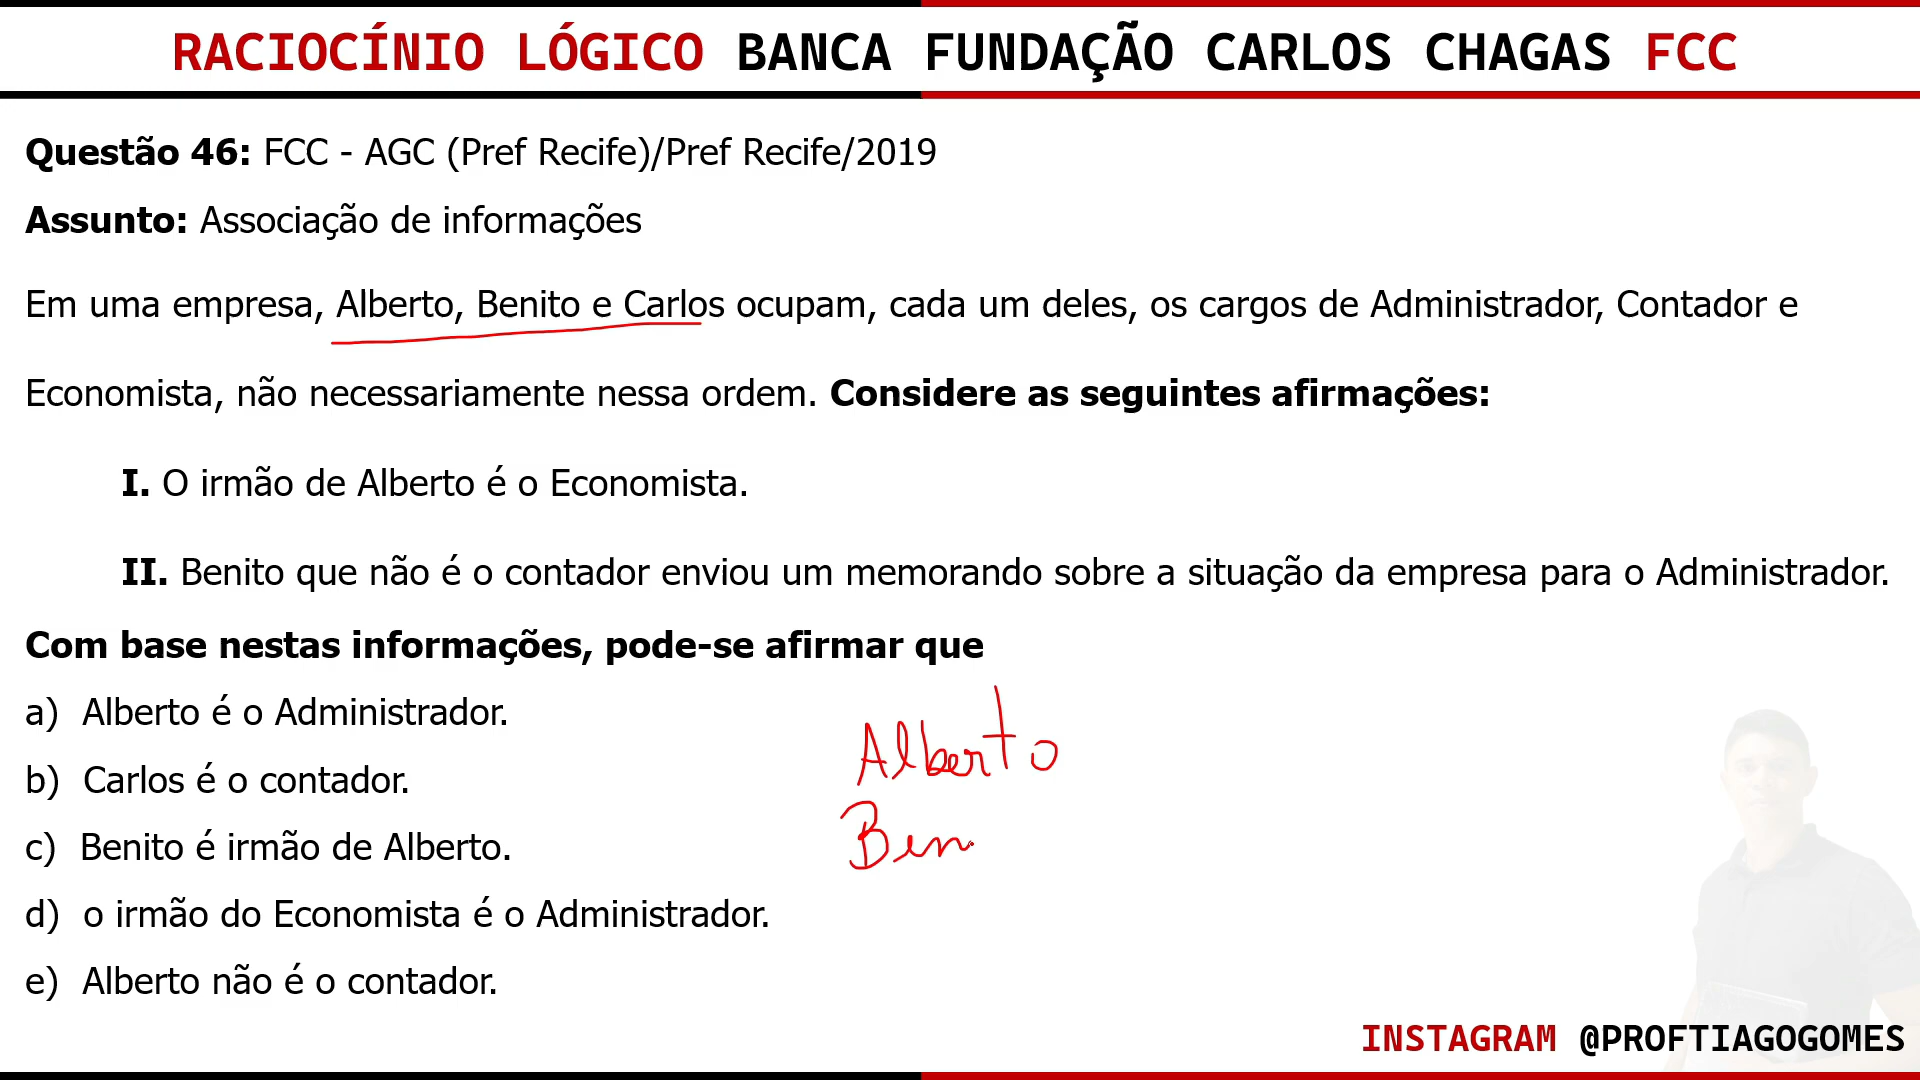 RACIOCÍNIO LÓGICO BANCA FUNDAÇÃO CARLOS CHAGAS FCC
Questão 46: FCC - AGC (Pref Recife)/Pref Recife/2019
Assunto: Associação de informações
Em uma empresa, Alberto, Benito e Carlos ocupam, cada um deles, os cargos de Administrador, Contador e
Economista, não necessariamente nessa ordem. Considere as seguintes afirmações:
I. O irmão de Alberto é o Economista.
II. Benito que não é o contador enviou um memorando sobre a situação da empresa para o Administrador.
Com base nestas informações, pode-se afirmar que
a) Alberto é o Administrador.
b) Carlos é o contador.
c) Benito é irmão de Alberto.
d) o irmão do Economista é o Administrador.
e) Alberto não é o contador.
Alberto
Ben
INSTAGRAM @PROFTIAGOGOMES